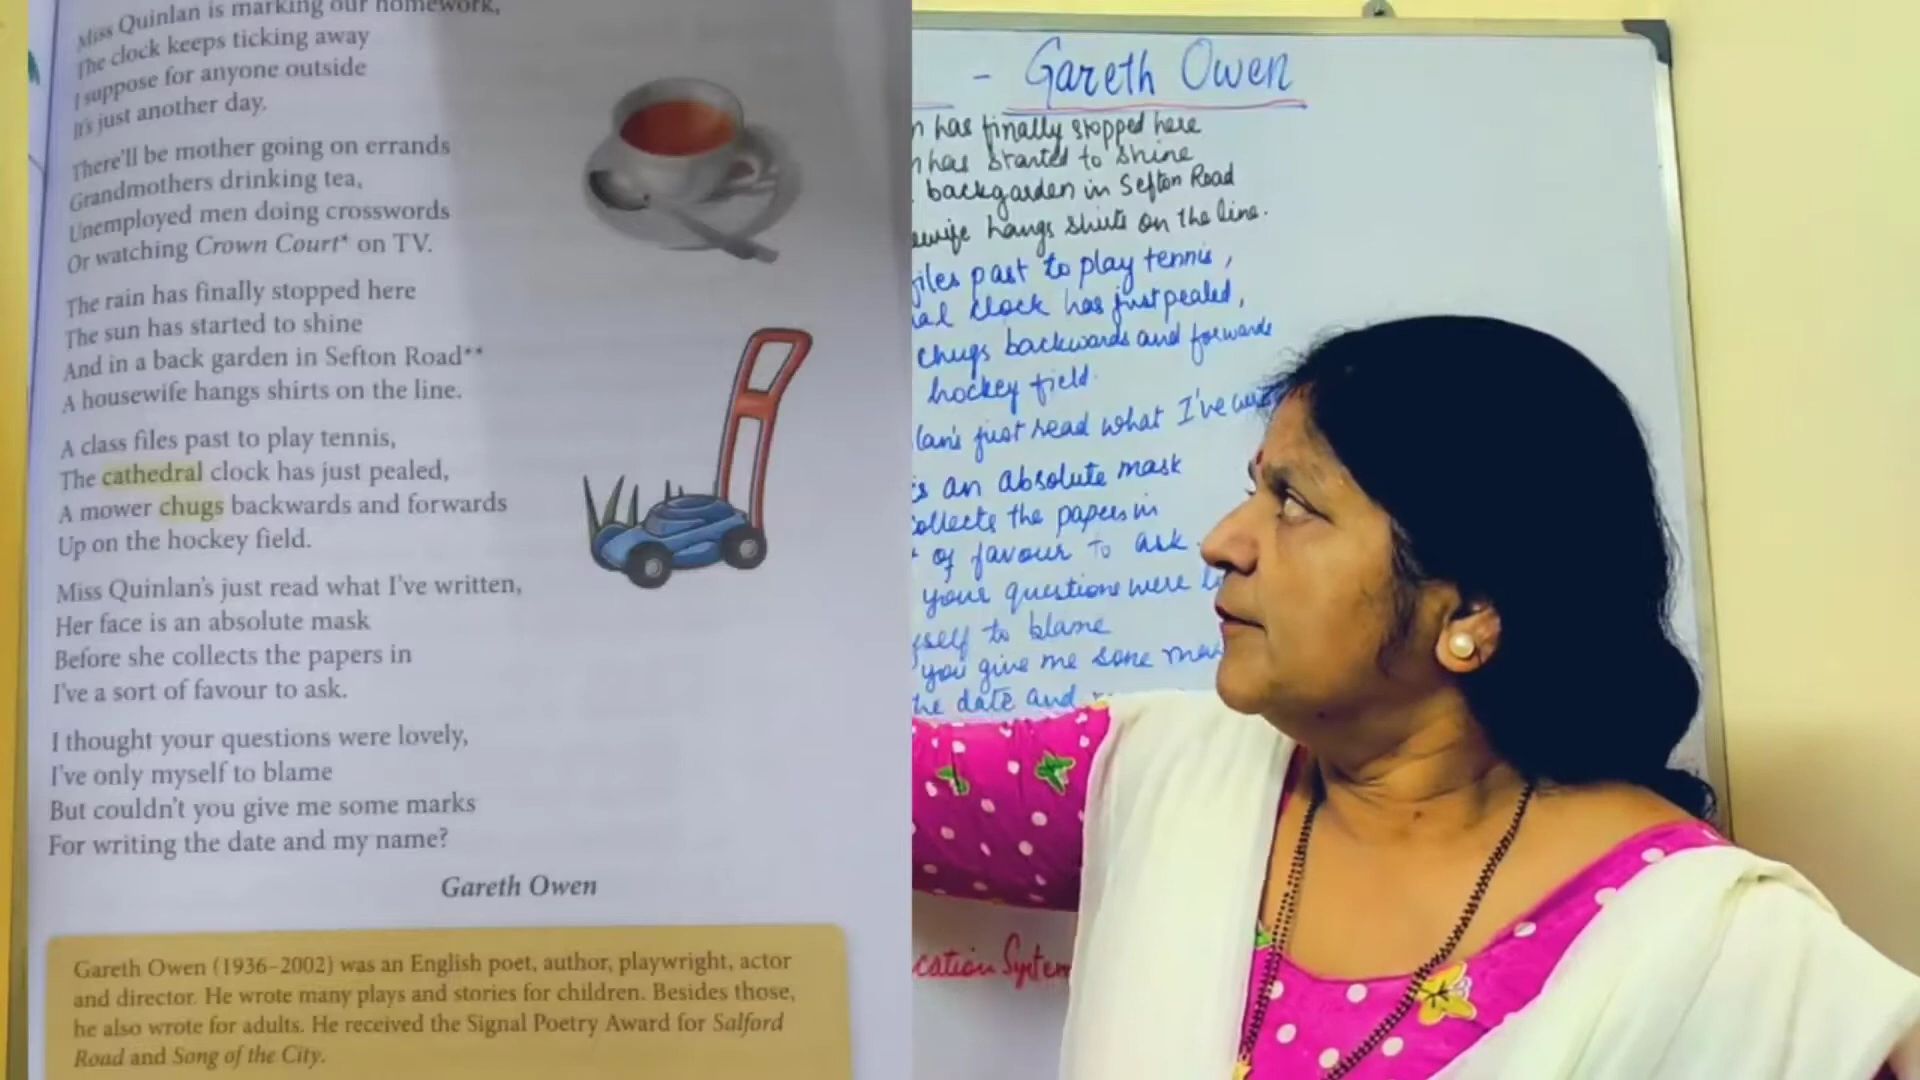 Miss Quinlan is marking our homework,
The clock keeps ticking away
I suppose for anyone outside
It's just another day.
There'll be mother going on errands
Grandmothers drinking tea,
Unemployed men doing crosswords
Or watching Crown Court* on TV.
The rain has finally stopped here
The sun has started to shine
And in a back garden in Sefton Road**
A housewife hangs shirts on the line.
A class files past to play tennis,
The cathedral clock has just pealed,
A mower chugs backwards and forwards
Up on the hockey field.
Miss Quinlan's just read what I've written,
Her face is an absolute mask
Before she collects the papers in
I've a sort of favour to ask.
I thought your questions were lovely,
I've only myself to blame
But couldn't you give me some marks
For writing the date and my name?
Gareth Owen
Gareth Owen (1936–2002) was an English poet, author, playwright, actor
and director. He wrote many plays and stories for children. Besides those,
he also wrote for adults. He received the Signal Poetry Award for Salford
Road and Song of the City.
- Gareth Owen
has finally stopped here
has started to shine
backgarden in Sefton Road
hangs shirts on the line.
past to play tennis,
clock has just pealed,
chugs backwards and forwards
hockey field.
just read what I've
an absolute mask
the papers in
of favour to ask.
your questions were
to blame
you give me some
date and
System